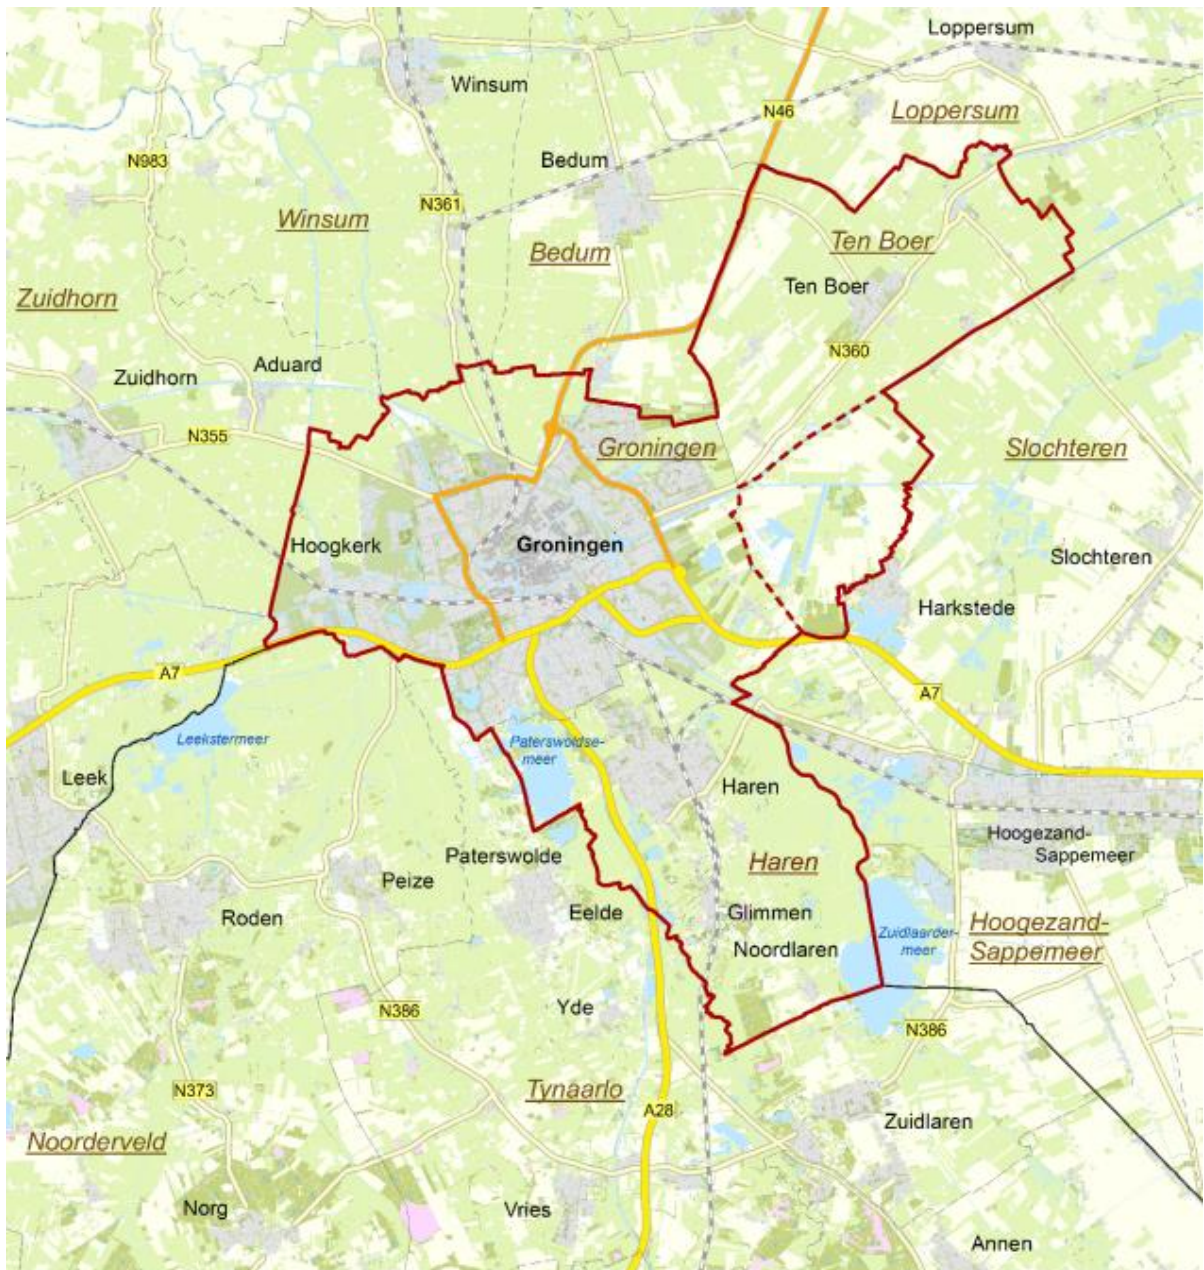 Loppersum
Winsum
N46
Loppersum
Bedum
N983
N361
Winsum
Bedum
Ten Boer
Ten Boer
Zuidhorn
N360
Aduard
Zuidhorn
N355
Groningen
Slochteren
Hoogkerk
Groningen
Slochteren
Harkstede
A7
A7
Leekstermeer
Paterswoldse-
meer
Leek
Haren
Hoogezand-
Sappemeer
Paterswolde
Peize
Haren
Roden
Eelde
Glimmen
Noordlaren
Zuidlaarder-
meer
Hoogezand-
Sappemeer
Yde
N386
N386
N373
Tynaarlo
A28
Zuidlaren
Noorderveld
Norg
Vries
Annen